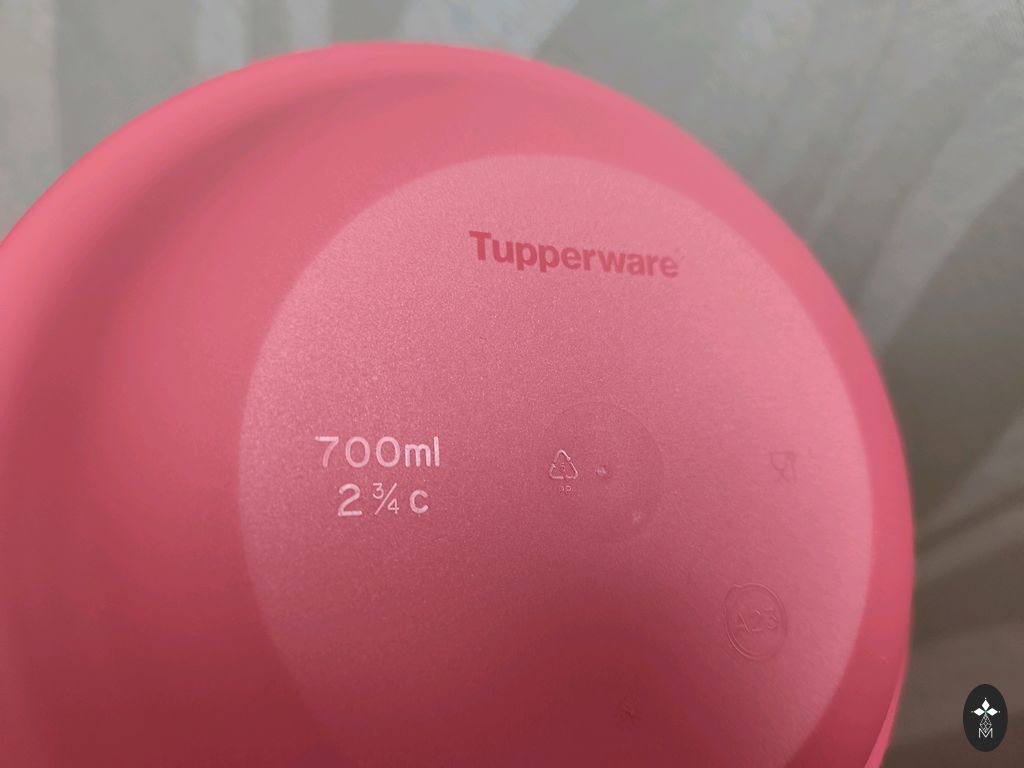 Tupperware
700ml
2 ¾ c
A23